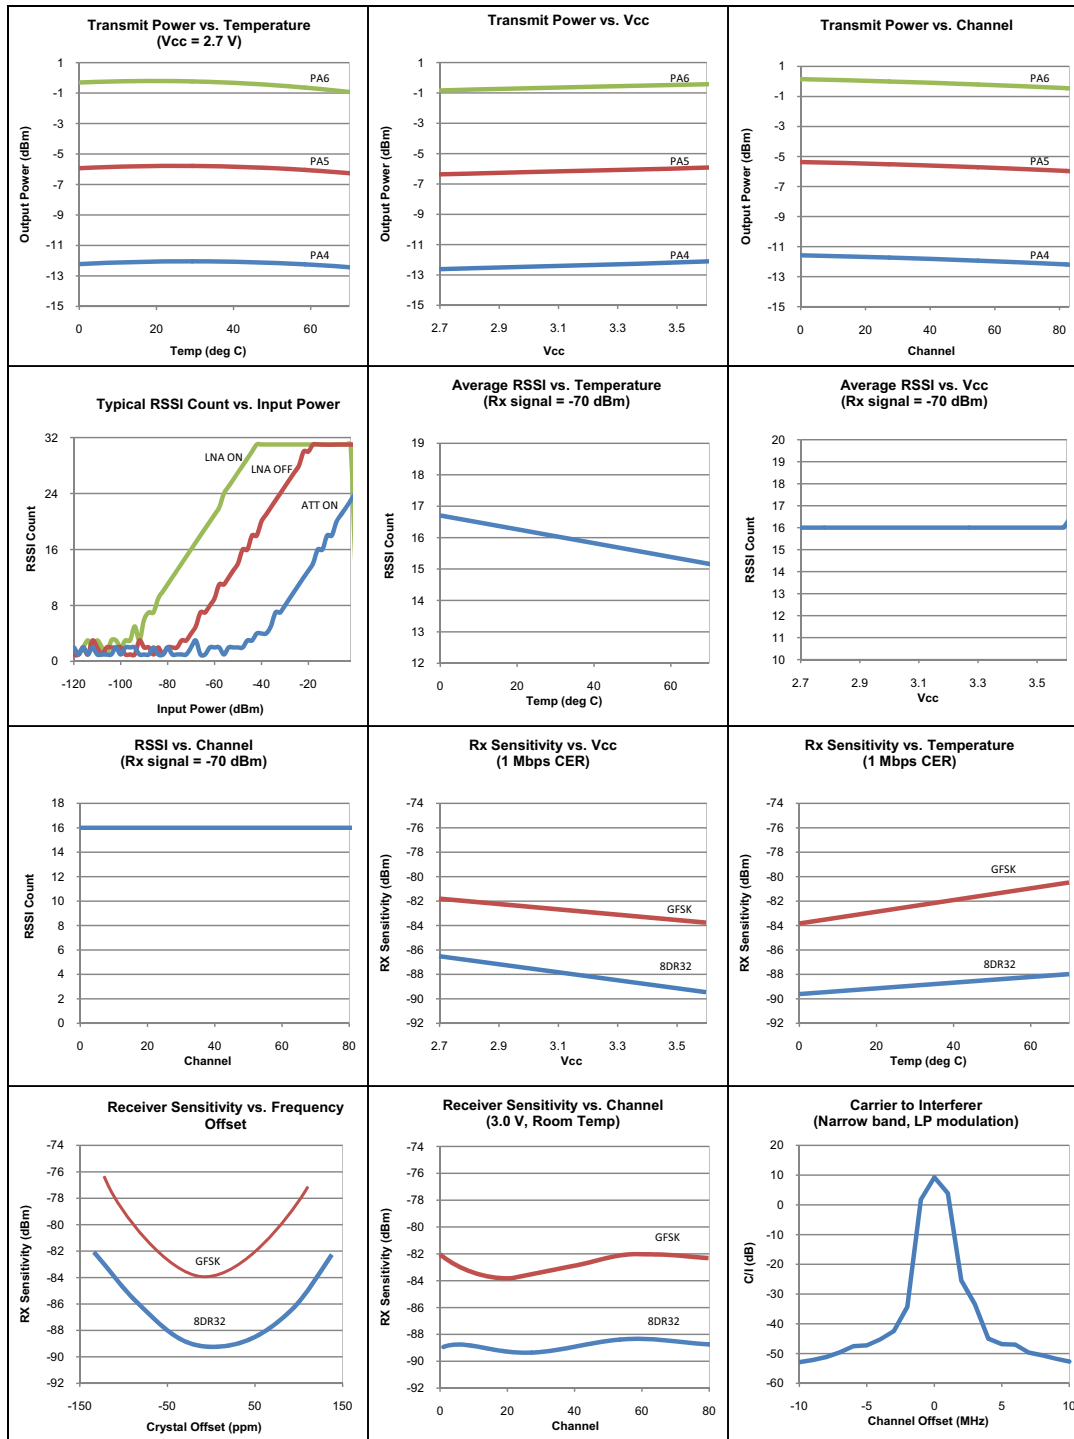 Transmit Power vs. Temperature
(Vcc = 2.7 V)
Output Power (dBm)
1
-1
-3
-5
-7
-9
-11
-13
-15
PA6
PA5
PA4
0 20 40 60
Temp (deg C)
Transmit Power vs. Vcc
Output Power (dBm)
1
-1
-3
-5
-7
-9
-11
-13
-15
PA6
PA5
PA4
2.7 2.9 3.1 3.3 3.5
Vcc
Transmit Power vs. Channel
Output Power (dBm)
1
-1
-3
-5
-7
-9
-11
-13
-15
PA6
PA5
PA4
0 20 40 60 80
Channel
Typical RSSI Count vs. Input Power
RSSI Count
32
24
16
8
0
LNA ON
LNA OFF
ATT ON
-120 -100 -80 -60 -40 -20
Input Power (dBm)
Average RSSI vs. Temperature
(Rx signal = -70 dBm)
RSSI Count
19
18
17
16
15
14
13
12
0 20 40 60
Temp (deg C)
Average RSSI vs. Vcc
(Rx signal = -70 dBm)
RSSI Count
20
19
18
17
16
15
14
13
12
11
10
2.7 2.9 3.1 3.3 3.5
Vcc
RSSI vs. Channel
(Rx signal = -70 dBm)
RSSI Count
18
16
14
12
10
8
6
4
2
0
0 20 40 60 80
Channel
Rx Sensitivity vs. Vcc
(1 Mbps CER)
RX Sensitivity (dBm)
-74
-76
-78
-80
-82
-84
-86
-88
-90
-92
GFSK
8DR32
2.7 2.9 3.1 3.3 3.5
Vcc
Rx Sensitivity vs. Temperature
(1 Mbps CER)
RX Sensitivity (dBm)
-74
-76
-78
-80
-82
-84
-86
-88
-90
-92
GFSK
8DR32
0 20 40 60
Temp (deg C)
Receiver Sensitivity vs. Frequency
Offset
RX Sensitivity (dBm)
-74
-76
-78
-80
-82
-84
-86
-88
-90
-92
GFSK
8DR32
-150 -50 50 150
Crystal Offset (ppm)
Receiver Sensitivity vs. Channel
(3.0 V, Room Temp)
RX Sensitivity (dBm)
-74
-76
-78
-80
-82
-84
-86
-88
-90
-92
GFSK
8DR32
0 20 40 60 80
Channel
Carrier to Interferer
(Narrow band, LP modulation)
C/I (dB)
20
10
0
-10
-20
-30
-40
-50
-60
-10 -5 0 5 10
Channel Offset (MHz)